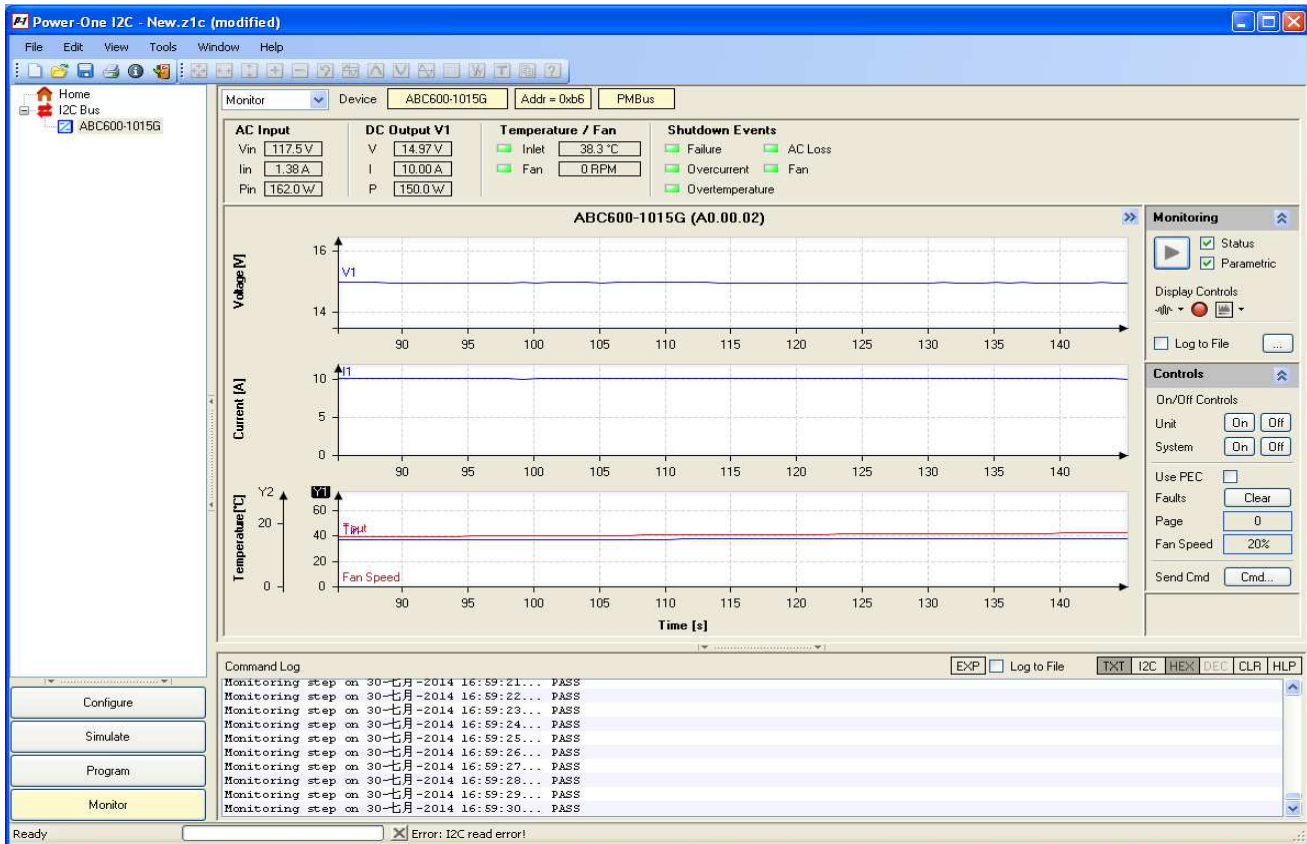 Power-One I2C - New.z1c (modified)
File Edit View Tools Window Help
Home
I2C Bus
ABC600-1015G
Monitor Device ABC600-1015G Addr = 0xb6 PMBus
AC Input DC Output V1 Temperature / Fan Shutdown Events
Vin 117.5 V V 14.97 V Inlet 38.3 °C Failure AC Loss
Iin 1.38 A I 10.00 A Fan 0 RPM Overcurrent Fan
Pin 162.0 W P 150.0 W Overtemperature
ABC600-1015G (A0.00.02)
Voltage [V]
16
V1
14
90 95 100 105 110 115 120 125 130 135 140
Current [A]
10 I1
5
0
90 95 100 105 110 115 120 125 130 135 140
Temperature [°C]
Y2 Y1
60
20 40
20
Fan Speed
0 0
90 95 100 105 110 115 120 125 130 135 140
Time [s]
Monitoring
Status
Parametric
Display Controls
Log to File ...
Controls
On/Off Controls
Unit On Off
System On Off
Use PEC
Faults Clear
Page 0
Fan Speed 20%
Send Cmd Cmd...
Command Log EXP Log to File TXT I2C HEX DEC CLR HLP
Monitoring step on 30-七月-2014 16:59:21... PASS
Monitoring step on 30-七月-2014 16:59:22... PASS
Monitoring step on 30-七月-2014 16:59:23... PASS
Monitoring step on 30-七月-2014 16:59:24... PASS
Monitoring step on 30-七月-2014 16:59:25... PASS
Monitoring step on 30-七月-2014 16:59:26... PASS
Monitoring step on 30-七月-2014 16:59:27... PASS
Monitoring step on 30-七月-2014 16:59:28... PASS
Monitoring step on 30-七月-2014 16:59:29... PASS
Monitoring step on 30-七月-2014 16:59:30... PASS
Configure
Simulate
Program
Monitor
Ready Error: I2C read error!